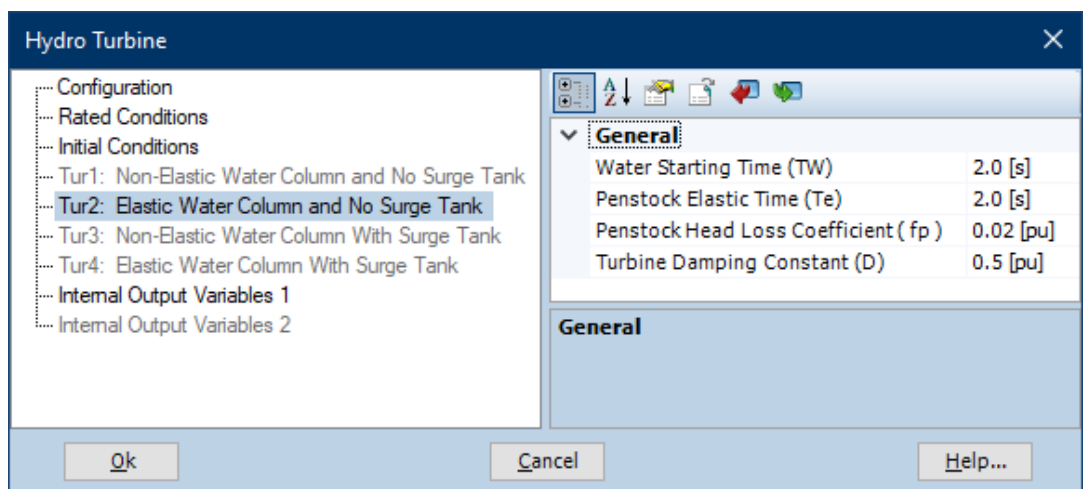 Hydro Turbine
Configuration
Rated Conditions
Initial Conditions
Tur1: Non-Elastic Water Column and No Surge Tank
Tur2: Elastic Water Column and No Surge Tank
Tur3: Non-Elastic Water Column With Surge Tank
Tur4: Elastic Water Column With Surge Tank
Internal Output Variables 1
Internal Output Variables 2
General
Water Starting Time (TW) 2.0 [s]
Penstock Elastic Time (Te) 2.0 [s]
Penstock Head Loss Coefficient ( fp ) 0.02 [pu]
Turbine Damping Constant (D) 0.5 [pu]
General
Ok Cancel Help...